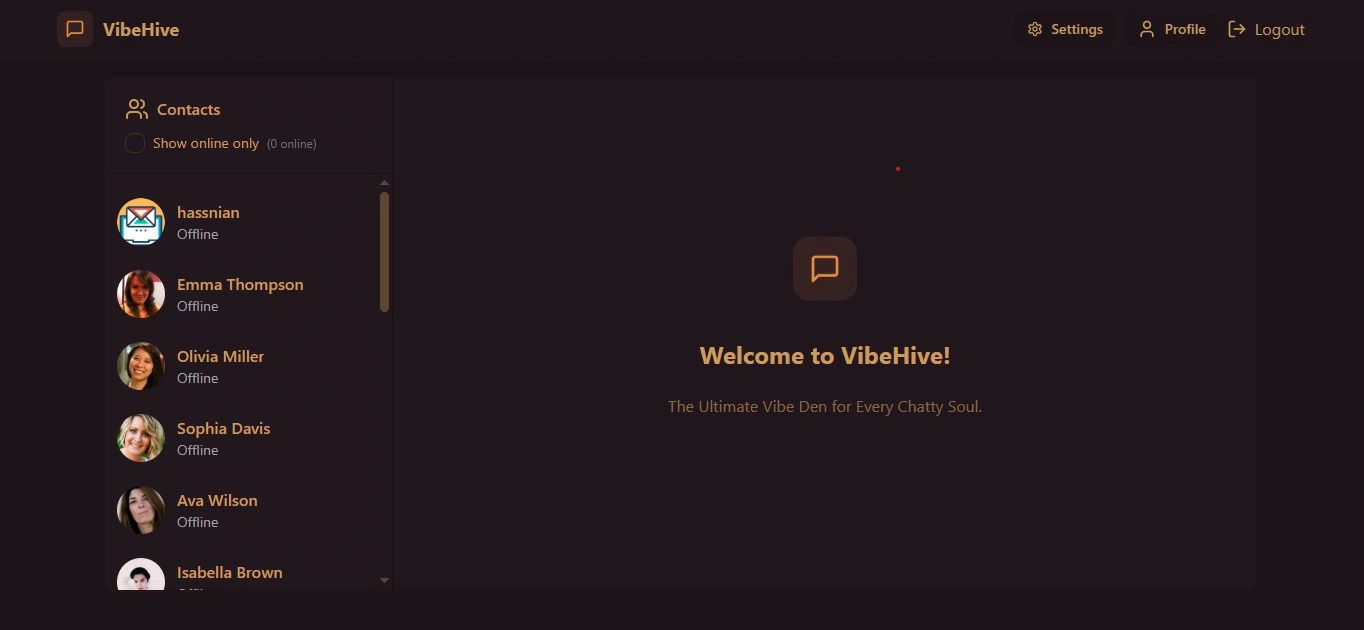 VibeHive
Settings
Profile
Logout
Contacts
Show online only (0 online)
hassnian
Offline
Emma Thompson
Offline
Olivia Miller
Offline
Sophia Davis
Offline
Ava Wilson
Offline
Isabella Brown
Welcome to VibeHive!
The Ultimate Vibe Den for Every Chatty Soul.